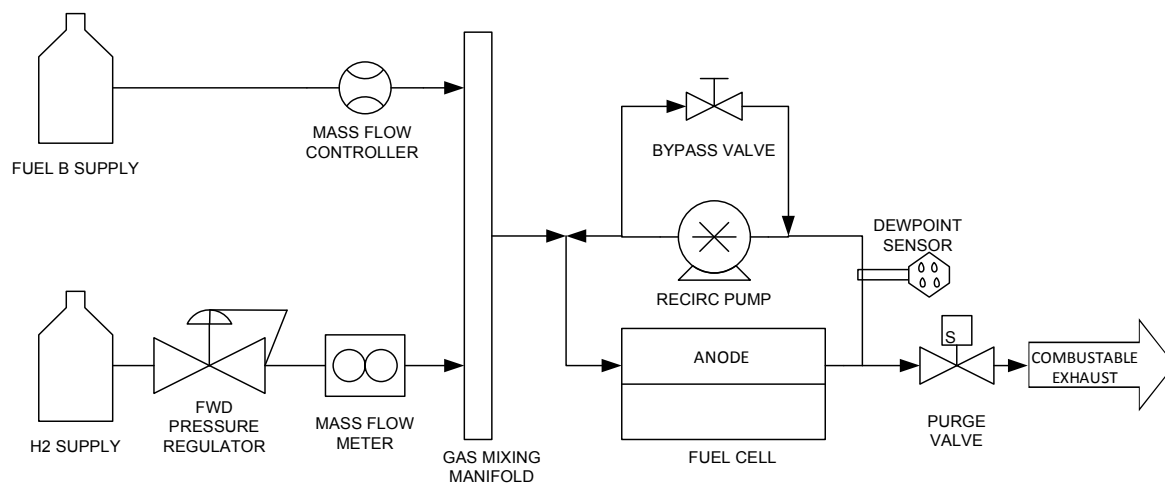 FUEL B SUPPLY
MASS FLOW
CONTROLLER
BYPASS VALVE
DEWPOINT
SENSOR
RECIRC PUMP
H2 SUPPLY
FWD
PRESSURE
REGULATOR
MASS FLOW
METER
GAS MIXING
MANIFOLD
ANODE
FUEL CELL
S
PURGE
VALVE
COMBUSTABLE
EXHAUST